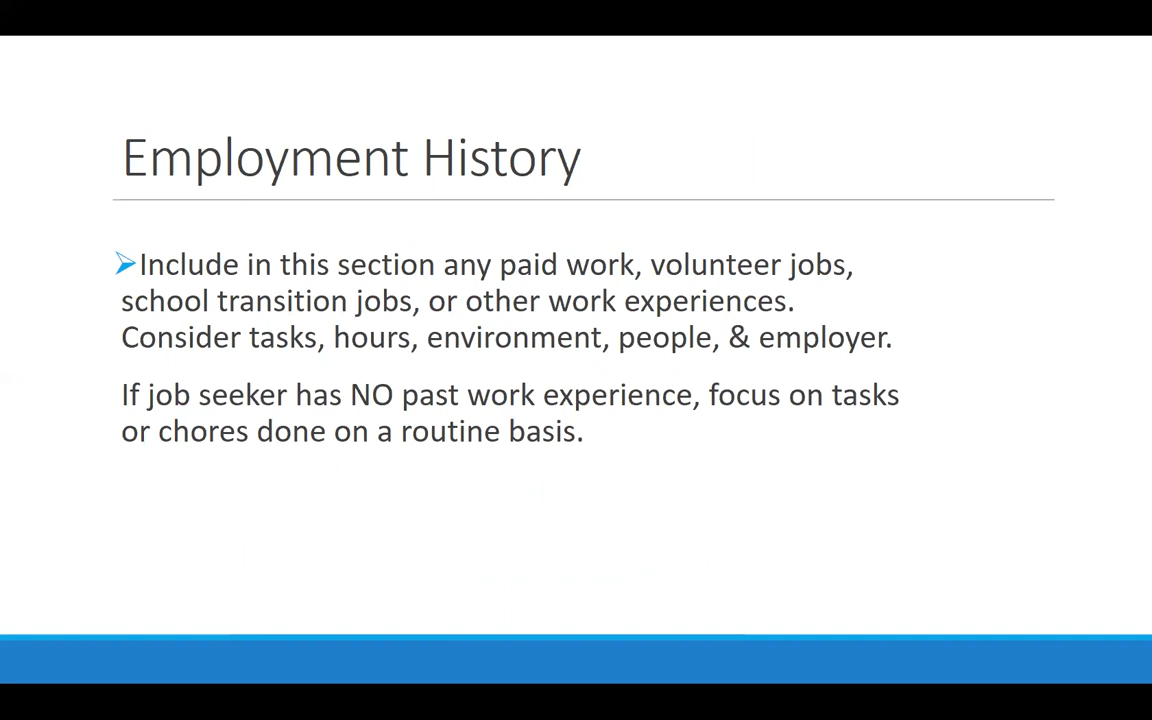 Employment History
➢Include in this section any paid work, volunteer jobs,
school transition jobs, or other work experiences.
Consider tasks, hours, environment, people, & employer.
If job seeker has NO past work experience, focus on tasks
or chores done on a routine basis.